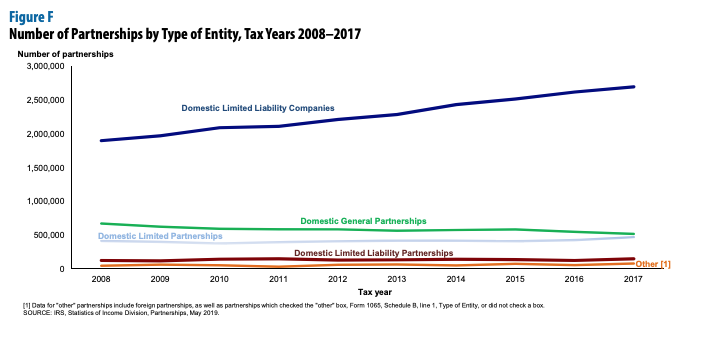 Figure F
Number of Partnerships by Type of Entity, Tax Years 2008–2017
Number of partnerships
3,000,000
2,500,000
Domestic Limited Liability Companies
2,000,000
1,500,000
1,000,000
Domestic General Partnerships
500,000
Domestic Limited Partnerships
Domestic Limited Liability Partnerships
Other [1]
0
2008 2009 2010 2011 2012 2013 2014 2015 2016 2017
Tax year
[1] Data for "other" partnerships include foreign partnerships, as well as partnerships which checked the "other" box, Form 1065, Schedule B, line 1, Type of Entity, or did not check a box.
SOURCE: IRS, Statistics of Income Division, Partnerships, May 2019.